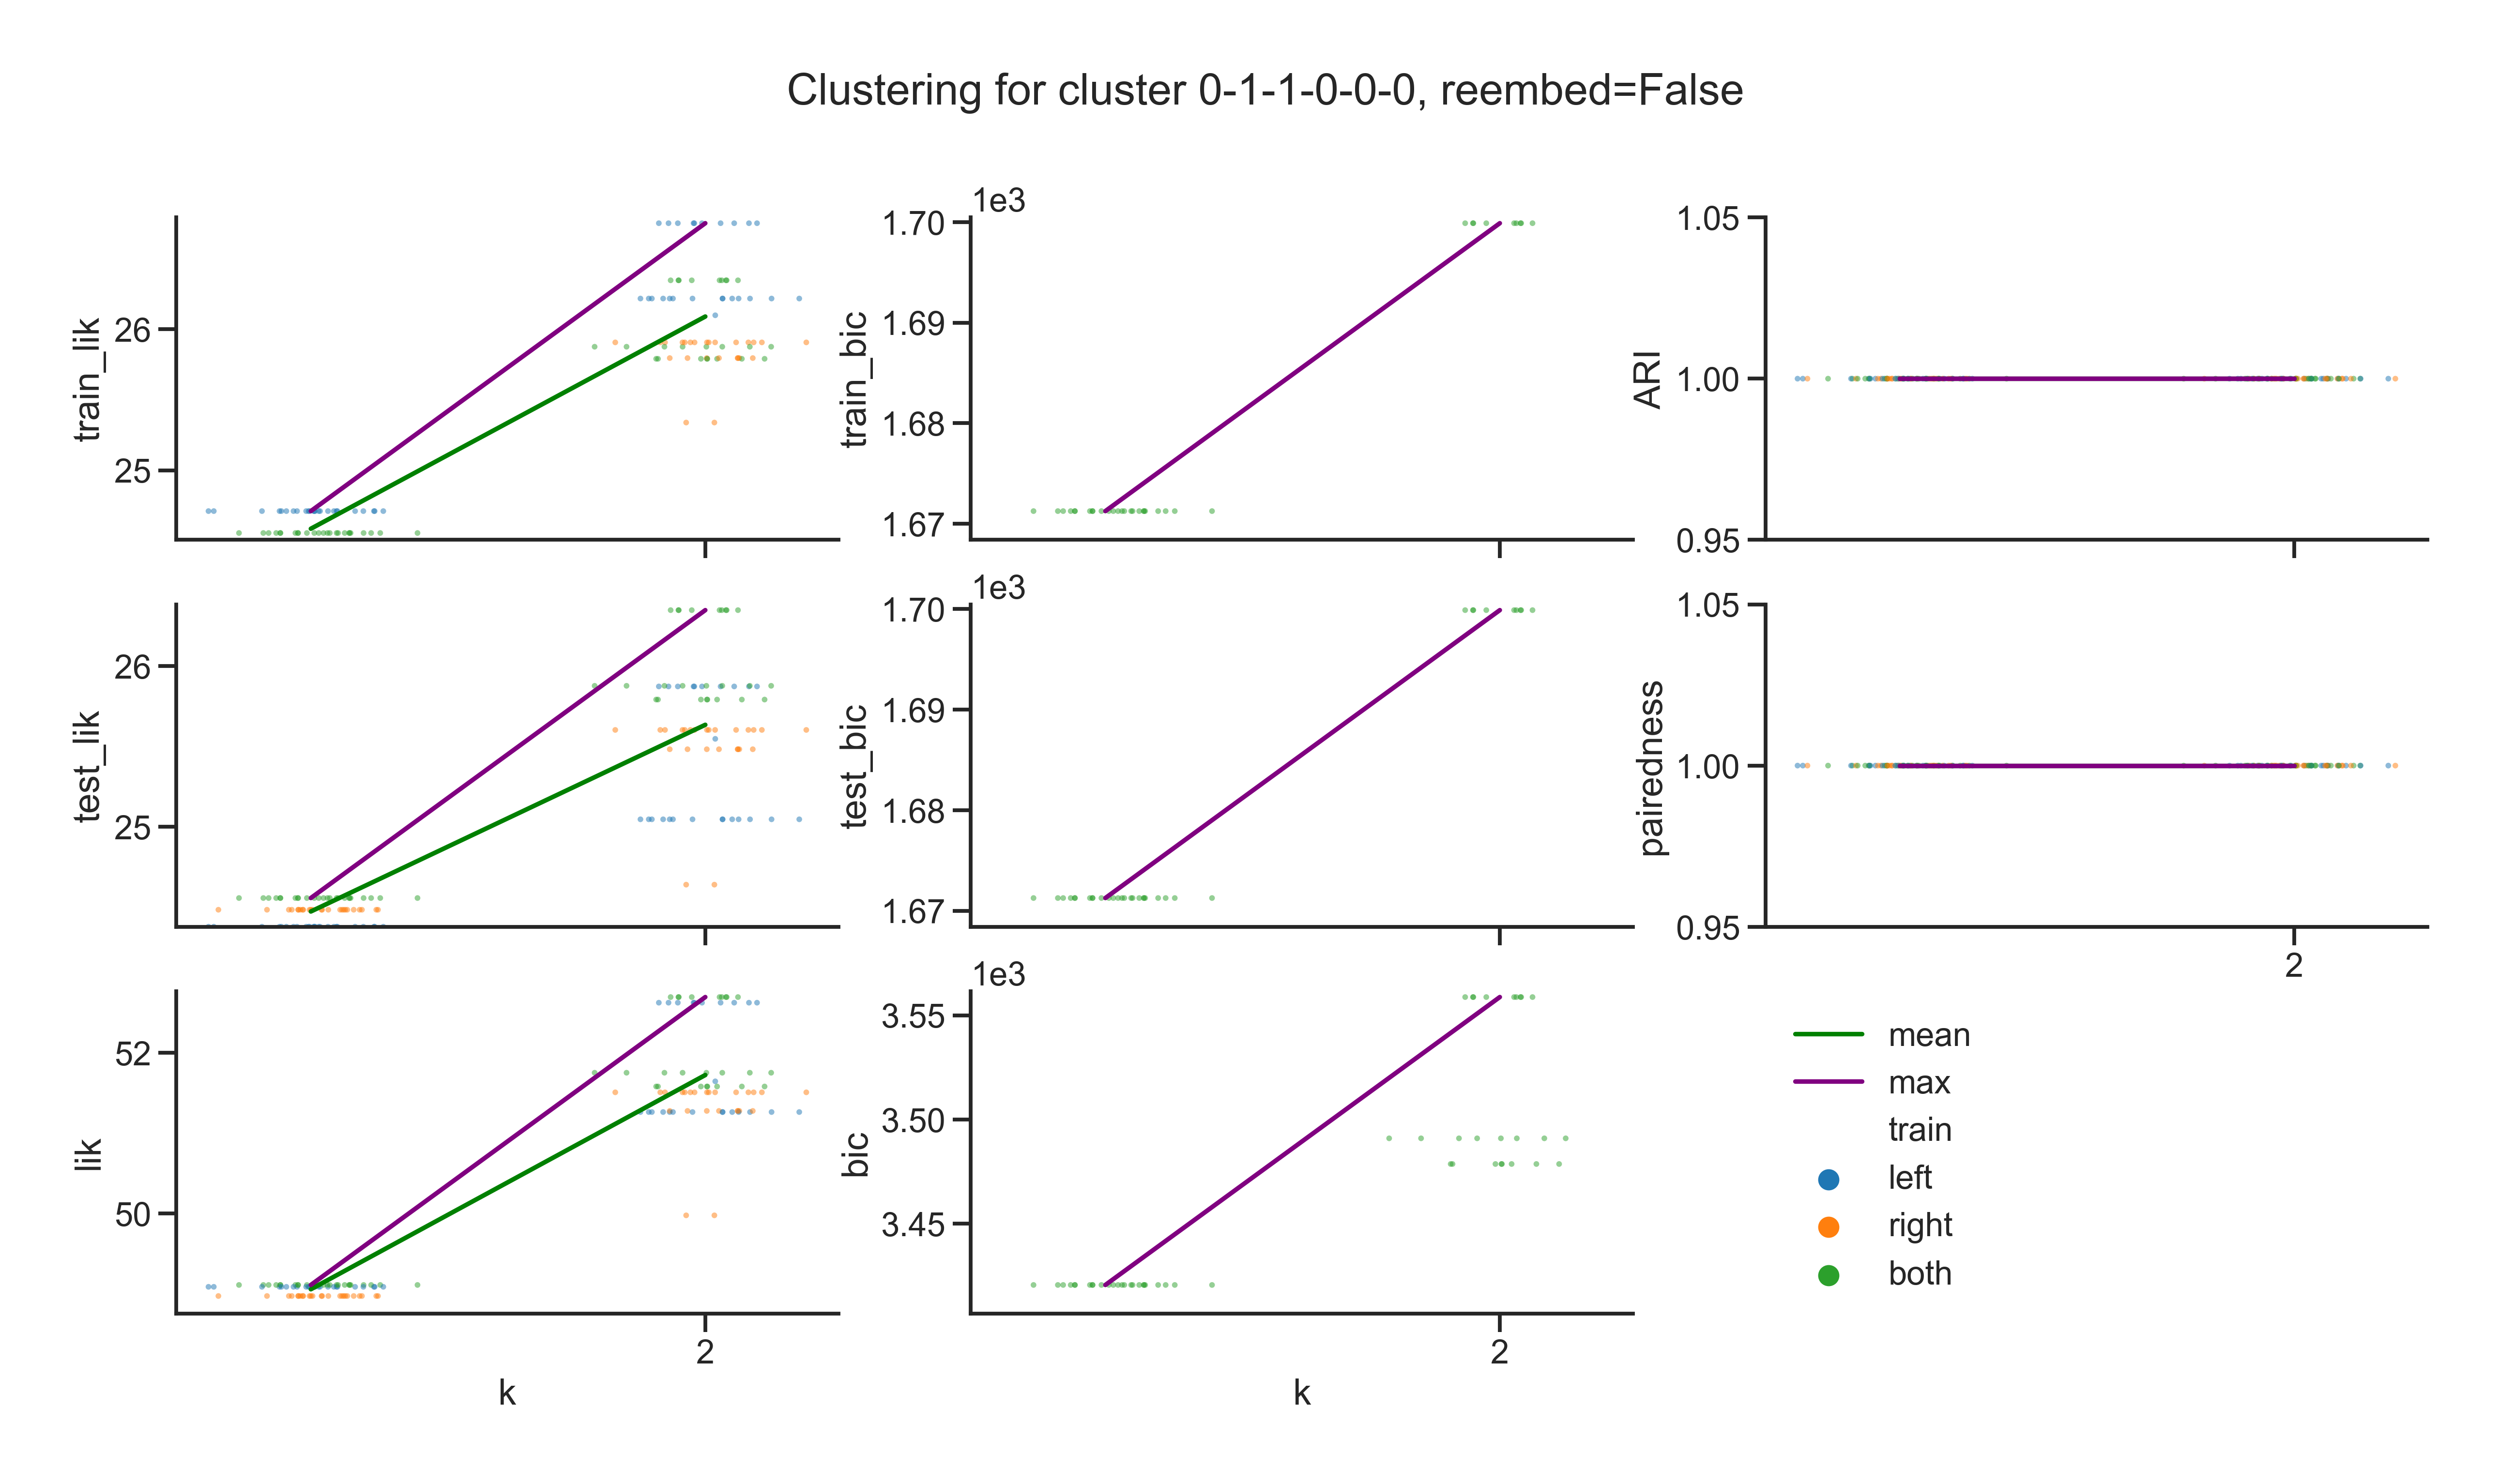 Clustering for cluster 0-1-1-0-0-0, reembed=False
train_lik
26
25
1e3
train_bic
1.70
1.69
1.68
1.67
ARI
1.05
1.00
0.95
test_lik
26
25
1e3
test_bic
1.70
1.69
1.68
1.67
pairedness
1.05
1.00
0.95
2
lik
52
50
2
k
1e3
bic
3.55
3.50
3.45
2
k
mean
max
train
left
right
both